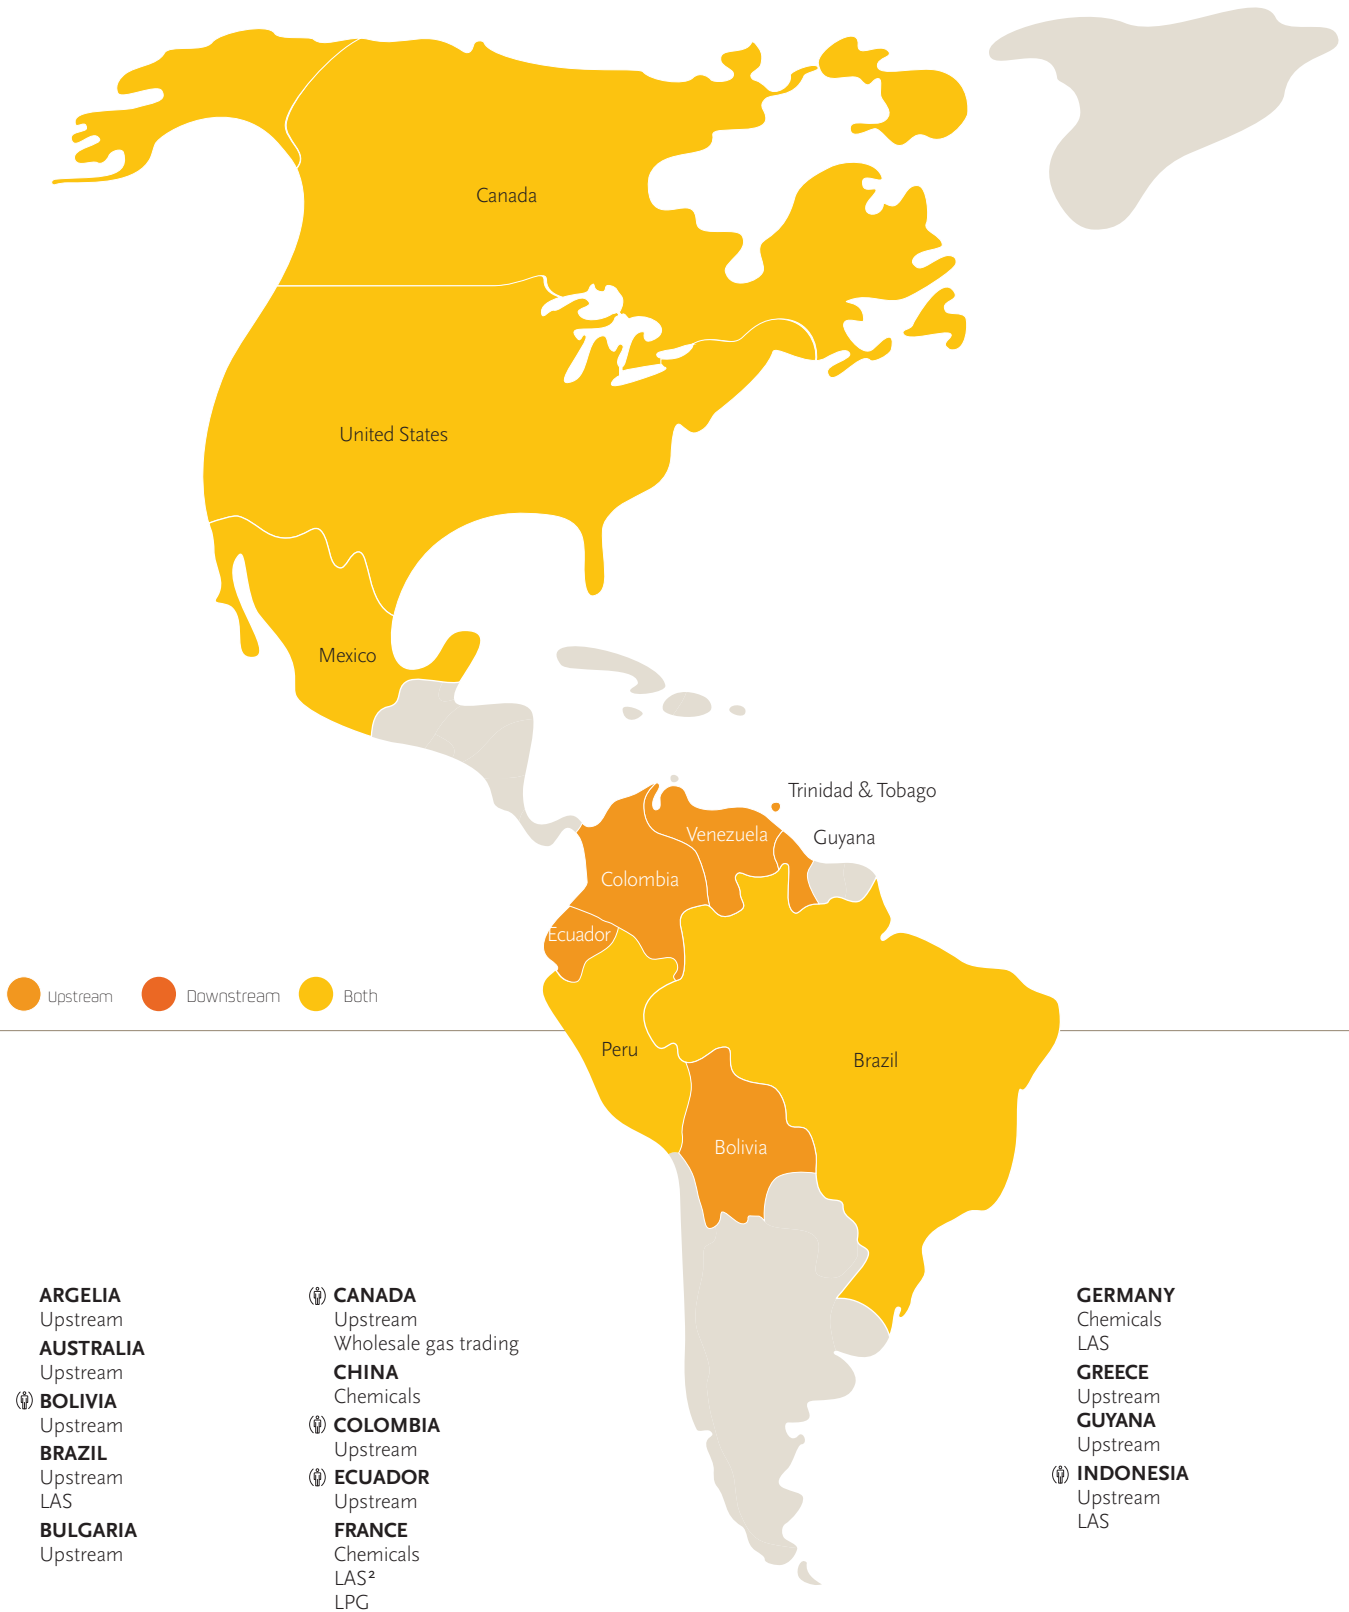 Canada
United States
Mexico
Trinidad & Tobago
Venezuela
Guyana
Colombia
Ecuador
Upstream
Downstream
Both
Peru
Brazil
Bolivia
ARGELIA
Upstream
AUSTRALIA
Upstream
BOLIVIA
Upstream
BRAZIL
Upstream
LAS
BULGARIA
Upstream
CANADA
Upstream
Wholesale gas trading
CHINA
Chemicals
COLOMBIA
Upstream
ECUADOR
Upstream
FRANCE
Chemicals
LAS²
LPG
GERMANY
Chemicals
LAS
GREECE
Upstream
GUYANA
Upstream
INDONESIA
Upstream
LAS